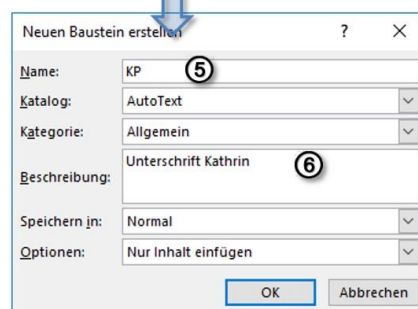 Neuen Baustein erstellen ? ×
Name: KP ⑤
Katalog: AutoText
Kategorie: Allgemein
Beschreibung: Unterschrift Kathrin ⑥
Speichern in: Normal
Optionen: Nur Inhalt einfügen
OK Abbrechen